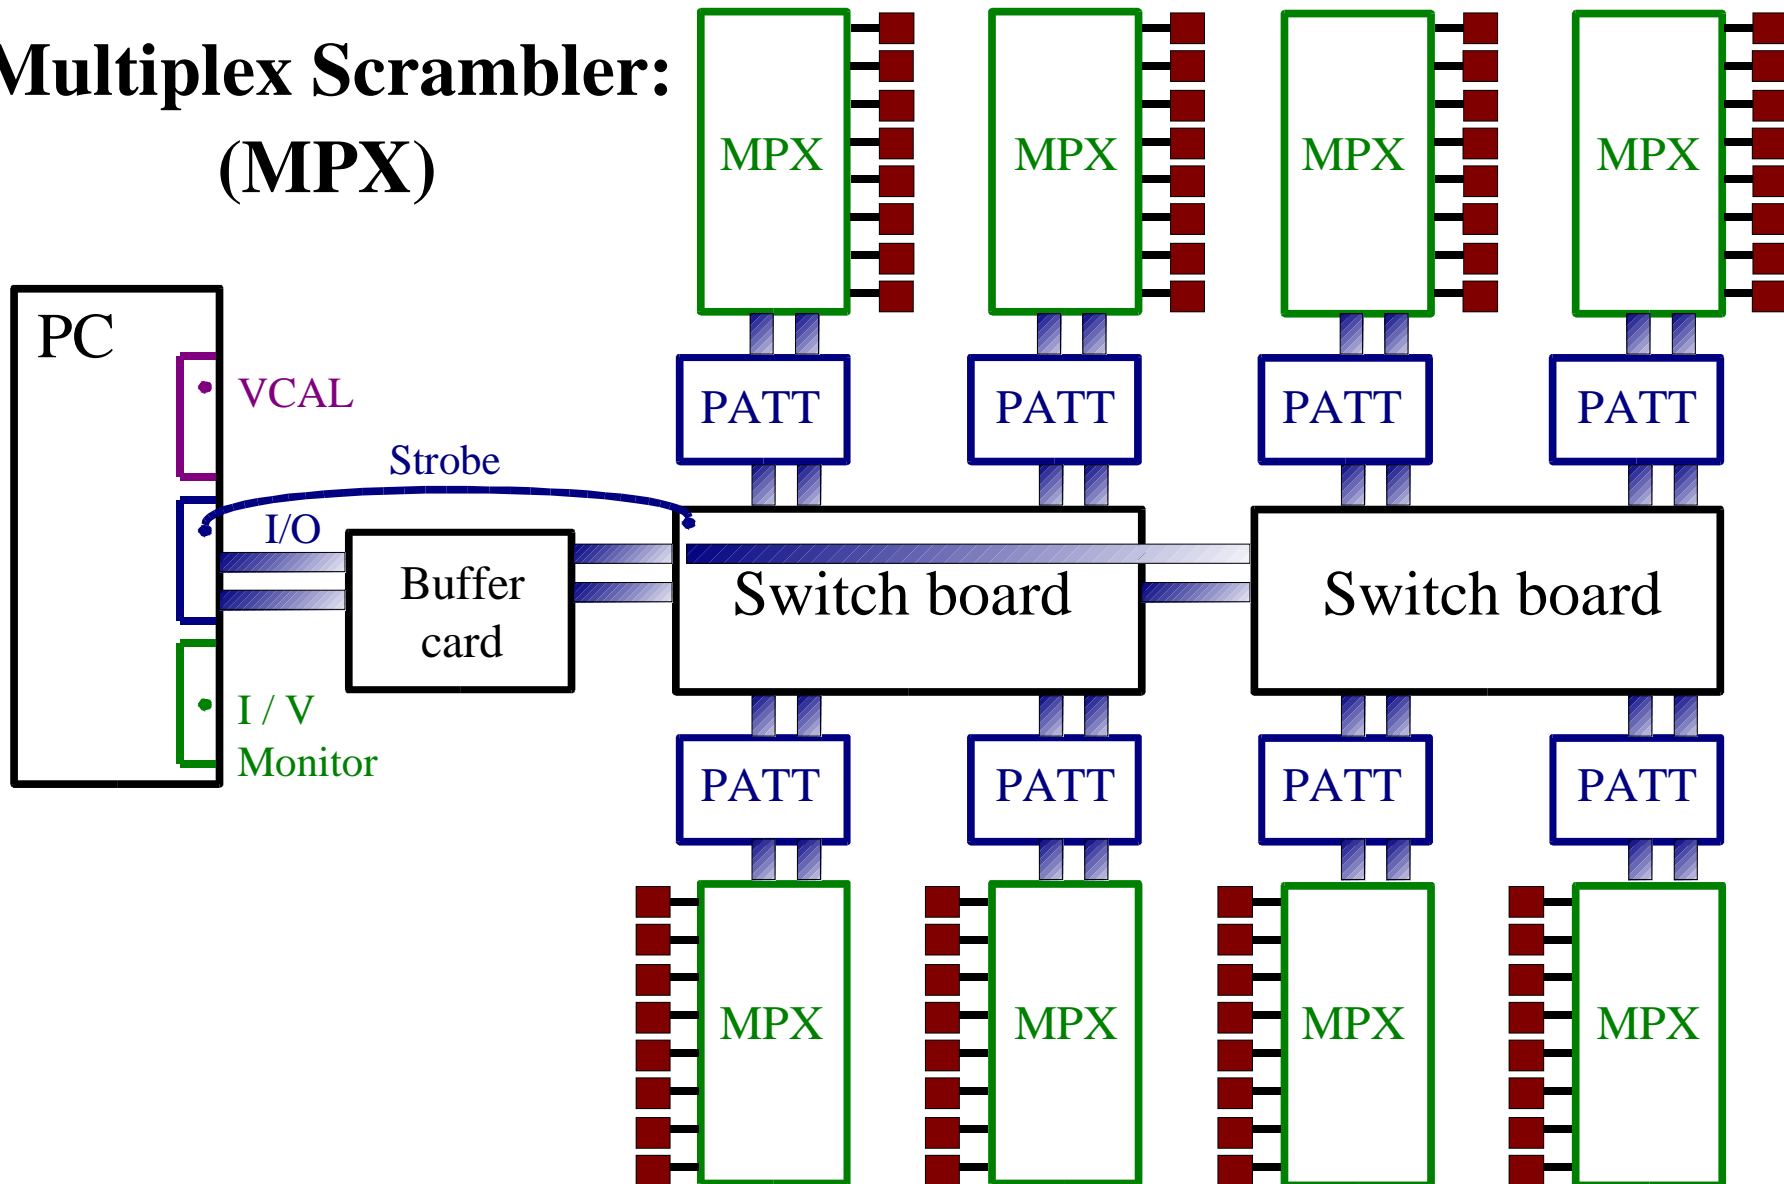 Multiplex Scrambler:
(MPX)
MPX MPX MPX MPX
PC
VCAL
PATT PATT PATT PATT
Strobe
I/O
Buffer
card
Switch board Switch board
I / V
Monitor
PATT PATT PATT PATT
MPX MPX MPX MPX